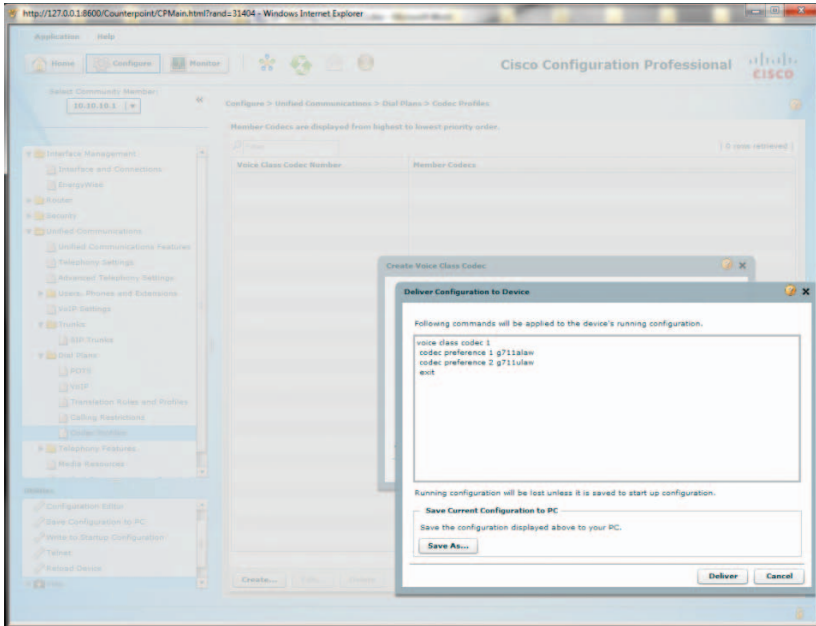 http://127.0.0.1:8600/Counterpoint/CPMain.html?rand=31404 - Windows Internet Explorer
Application Help
Home Configure Monitor
Cisco Configuration Professional
CISCO
Select Community Member:
10.10.10.1
Configure > Unified Communications > Dial Plans > Codec Profiles
Member Codecs are displayed from highest to lowest priority order.
[ 0 rows retrieved ]
Voice Class Codec Number Member Codecs
Interface Management
Interface and Connections
EnergyWise
Router
Security
Unified Communications
Unified Communications Features
Telephony Settings
Advanced Telephony Settings
Users, Phones and Extensions
VoIP Settings
Trunks
SIP Trunks
Dial Plans
POTS
VoIP
Translation Rules and Profiles
Calling Restrictions
Codec Profiles
Telephony Features
Media Resources
Utilities
Configuration Editor
Save Configuration to PC
Write to Startup Configuration
Telnet
Reload Device
Create...
Create Voice Class Codec
Deliver Configuration to Device
Following commands will be applied to the device's running configuration.
voice class codec 1
codec preference 1 g711alaw
codec preference 2 g711ulaw
exit
Running configuration will be lost unless it is saved to start up configuration.
Save Current Configuration to PC
Save the configuration displayed above to your PC.
Save As...
Deliver Cancel